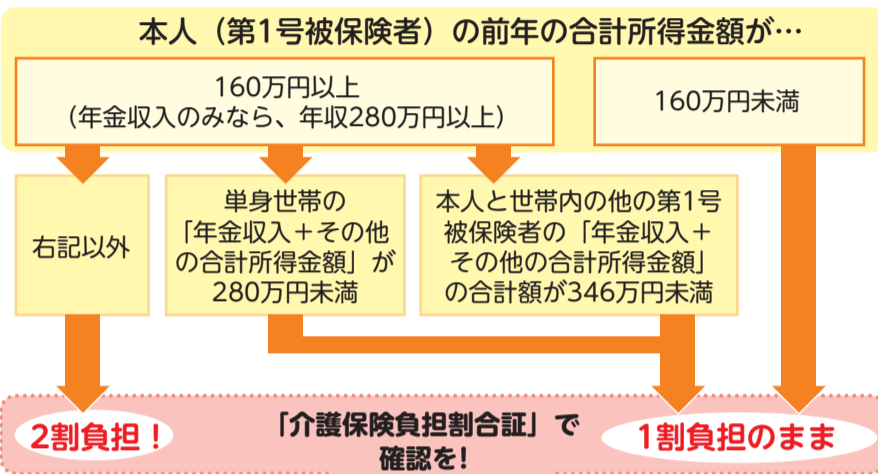 本人（第1号被保険者）の前年の合計所得金額が…
160万円以上
（年金収入のみなら、年収280万円以上）
160万円未満
右記以外
単身世帯の
「年金収入＋その他
の合計所得金額」が
280万円未満
本人と世帯内の他の第1号
被保険者の「年金収入＋
その他の合計所得金額」
の合計額が346万円未満
2割負担！
「介護保険負担割合証」で
確認を!
1割負担のまま